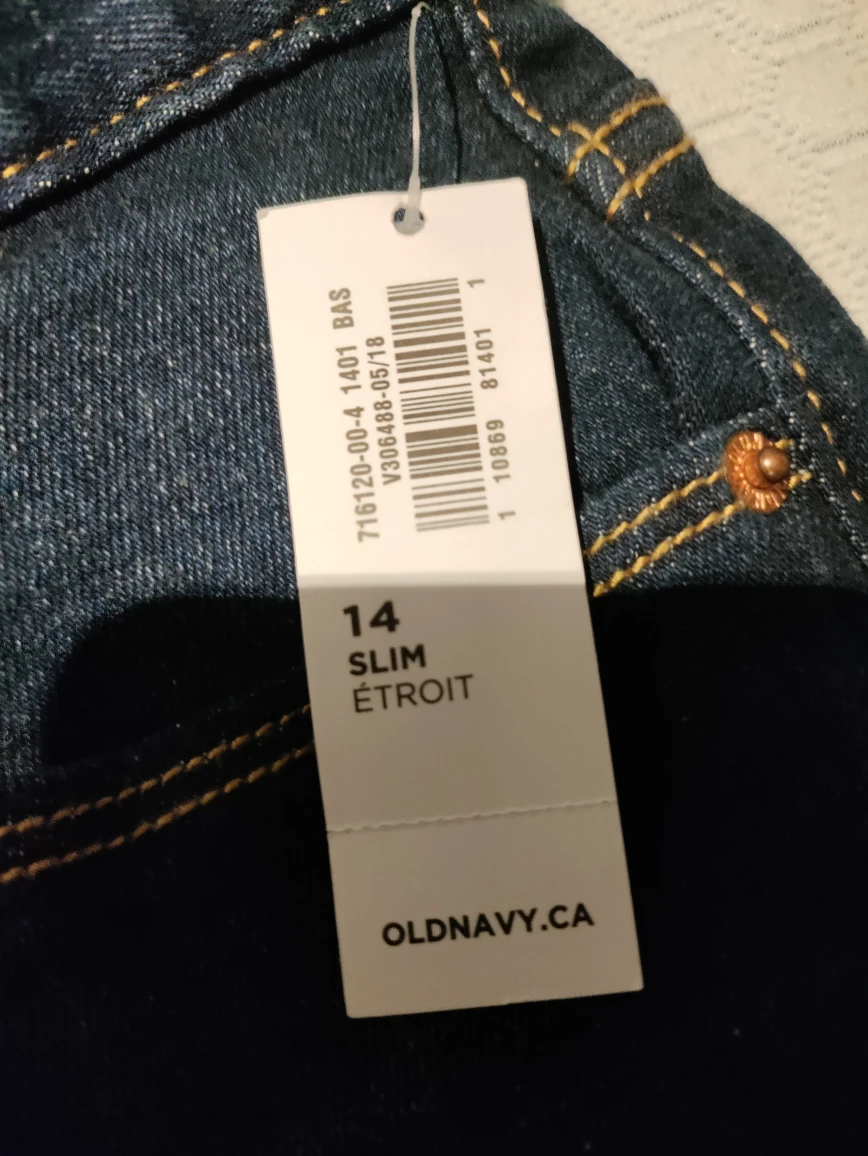 716120-00-4 1401 BAS
V306488-05/18
1 10869 81401 1
14
SLIM
ÉTROIT
OLDNAVY.CA